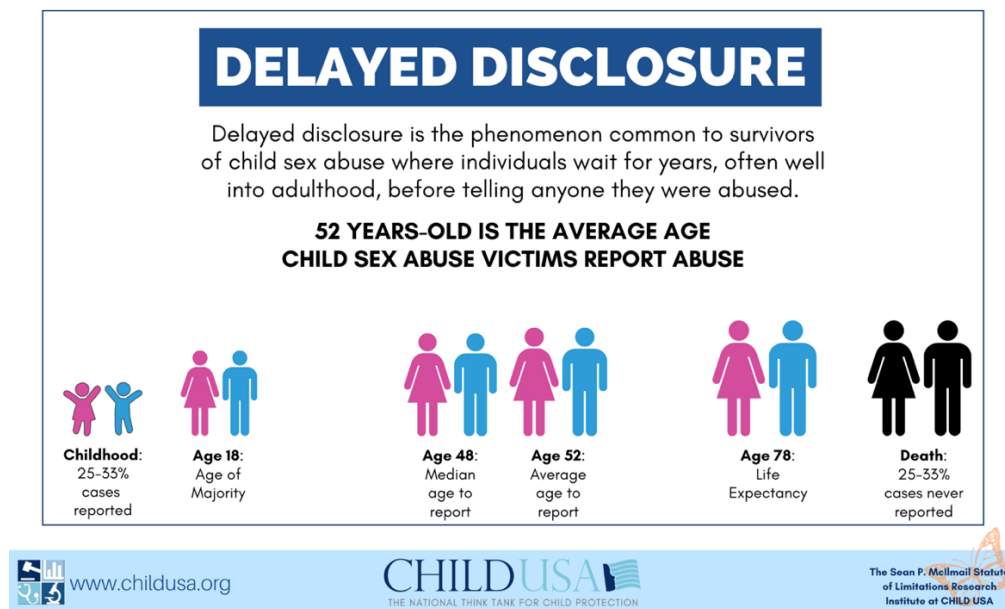 DELAYED DISCLOSURE
Delayed disclosure is the phenomenon common to survivors
of child sex abuse where individuals wait for years, often well
into adulthood, before telling anyone they were abused.
52 YEARS-OLD IS THE AVERAGE AGE
CHILD SEX ABUSE VICTIMS REPORT ABUSE
Childhood:
25-33%
cases
reported
Age 18:
Age of
Majority
Age 48:
Median
age to
report
Age 52:
Average
age to
report
Age 78:
Life
Expectancy
Death:
25-33%
cases never
reported
www.childusa.org
CHILDUSA
THE NATIONAL THINK TANK FOR CHILD PROTECTION
The Sean P. McIlmail Statute
of Limitations Research
Institute at CHILD USA